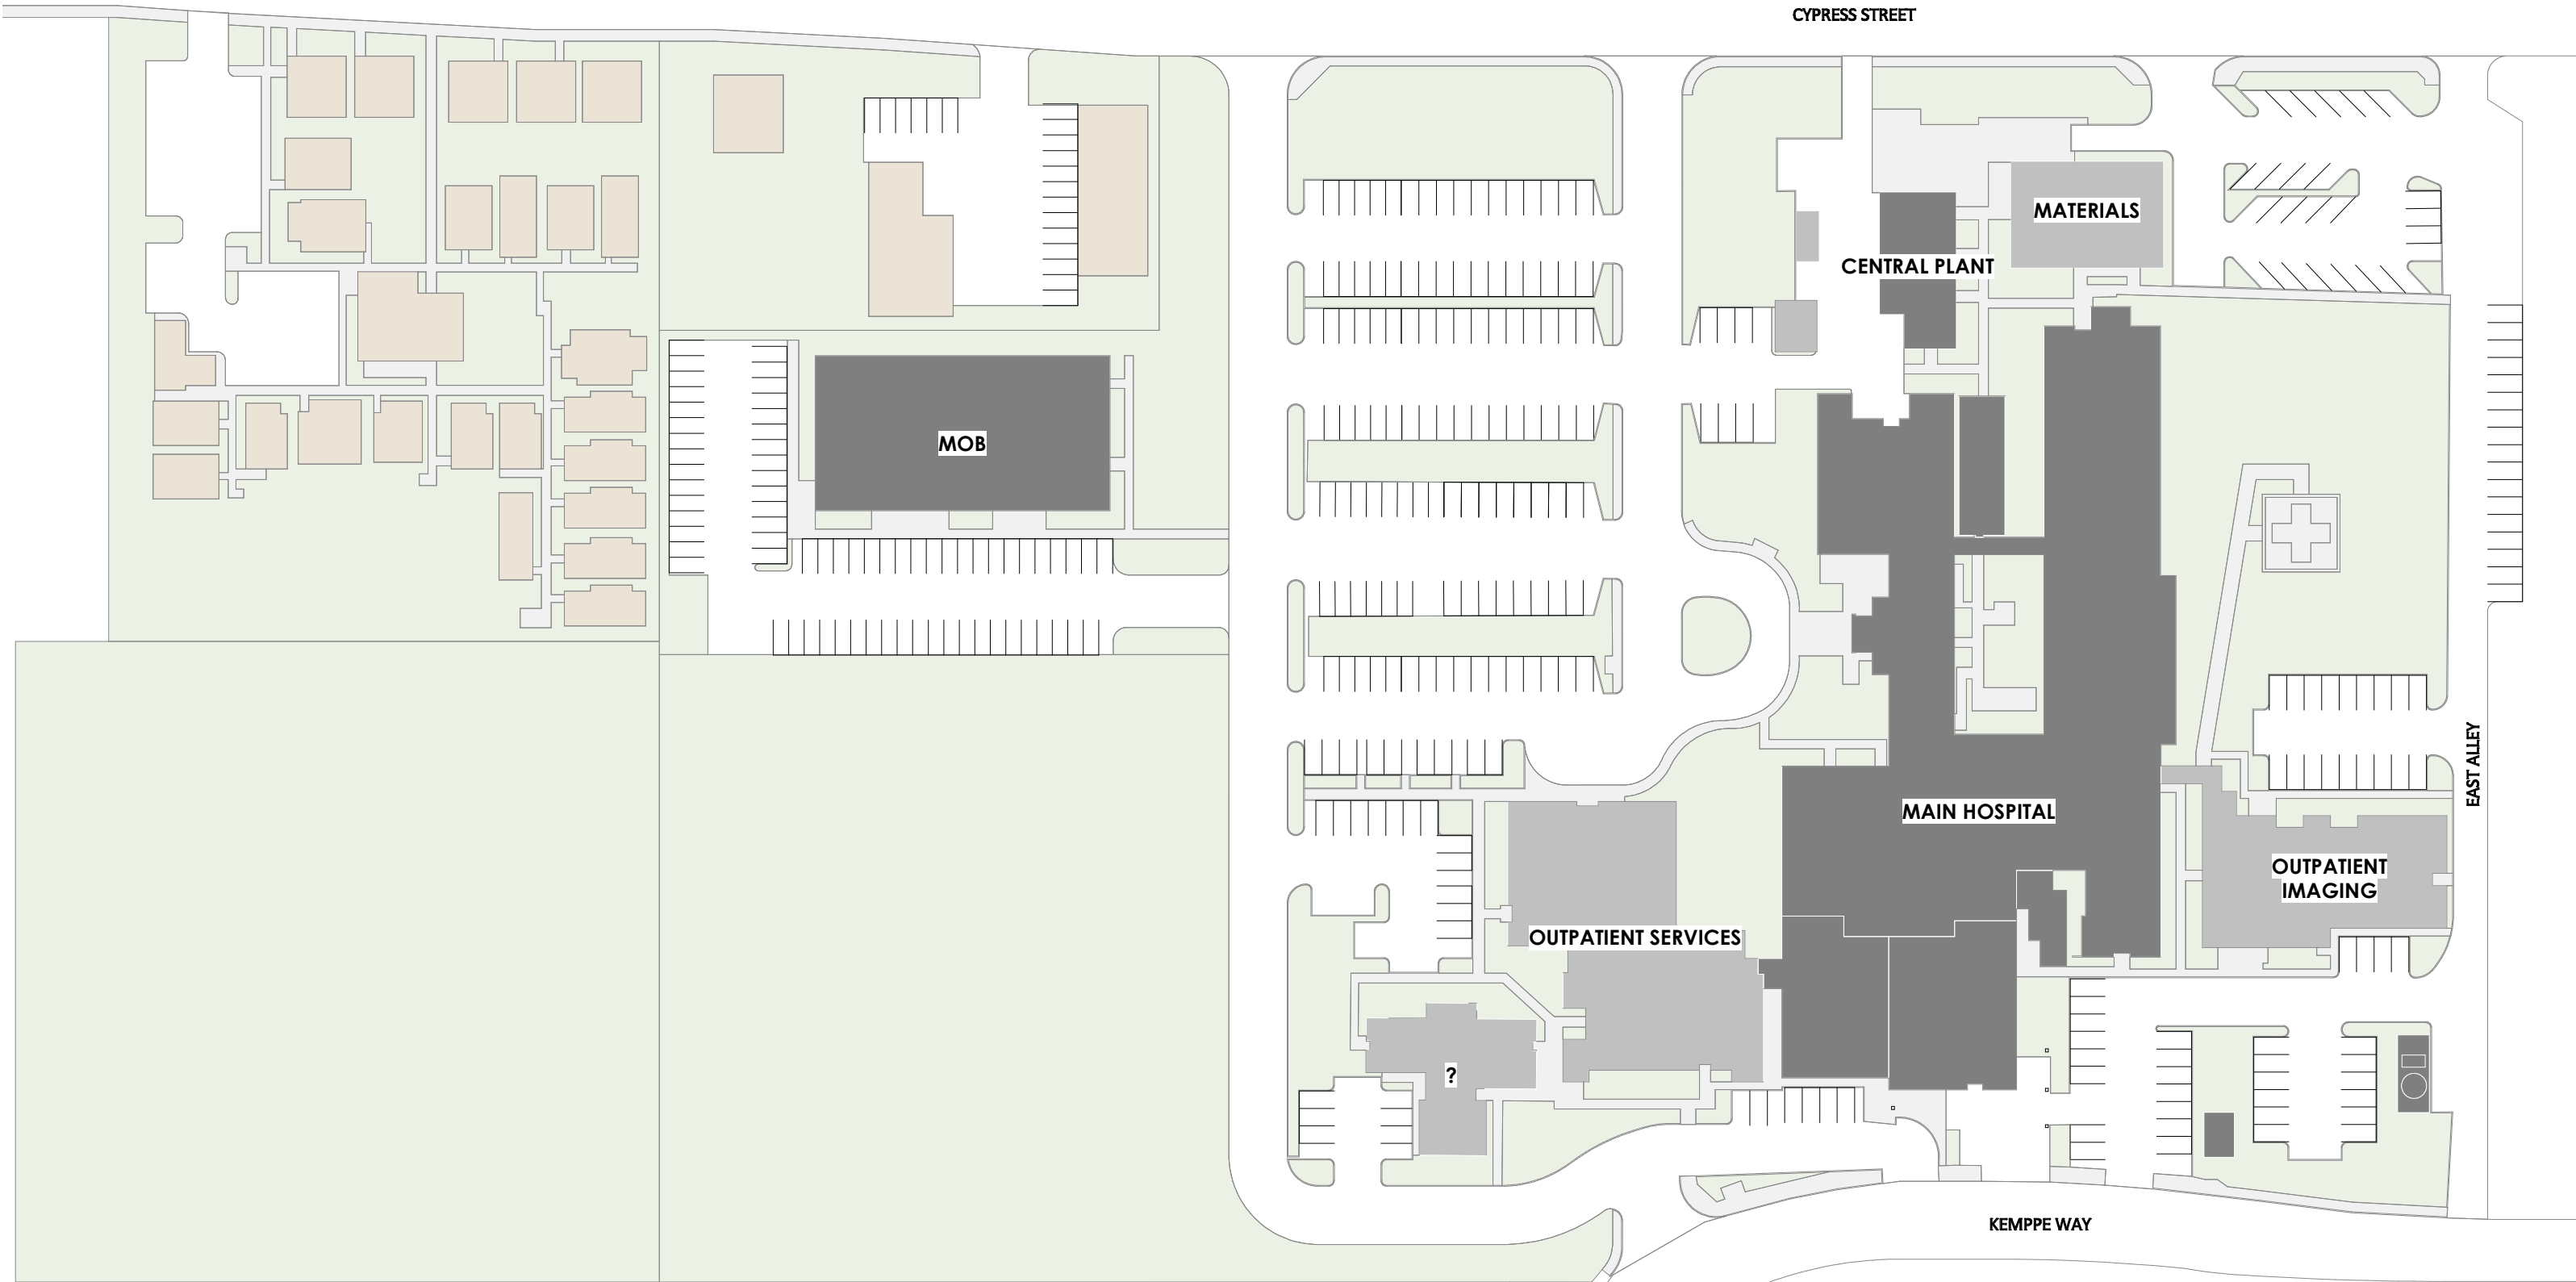 CYPRESS STREET
MATERIALS
CENTRAL PLANT
MOB
EAST ALLEY
MAIN HOSPITAL
OUTPATIENT
IMAGING
OUTPATIENT SERVICES
?
KEMPPE WAY